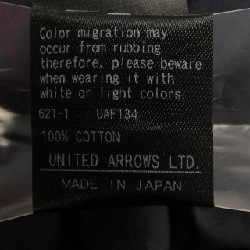 Color migration may
occur from rubbing
therefore, please beware
when wearing it with
white or light colors.
621-1 UAF134
100% COTTON
UNITED ARROWS LTD.
MADE IN JAPAN